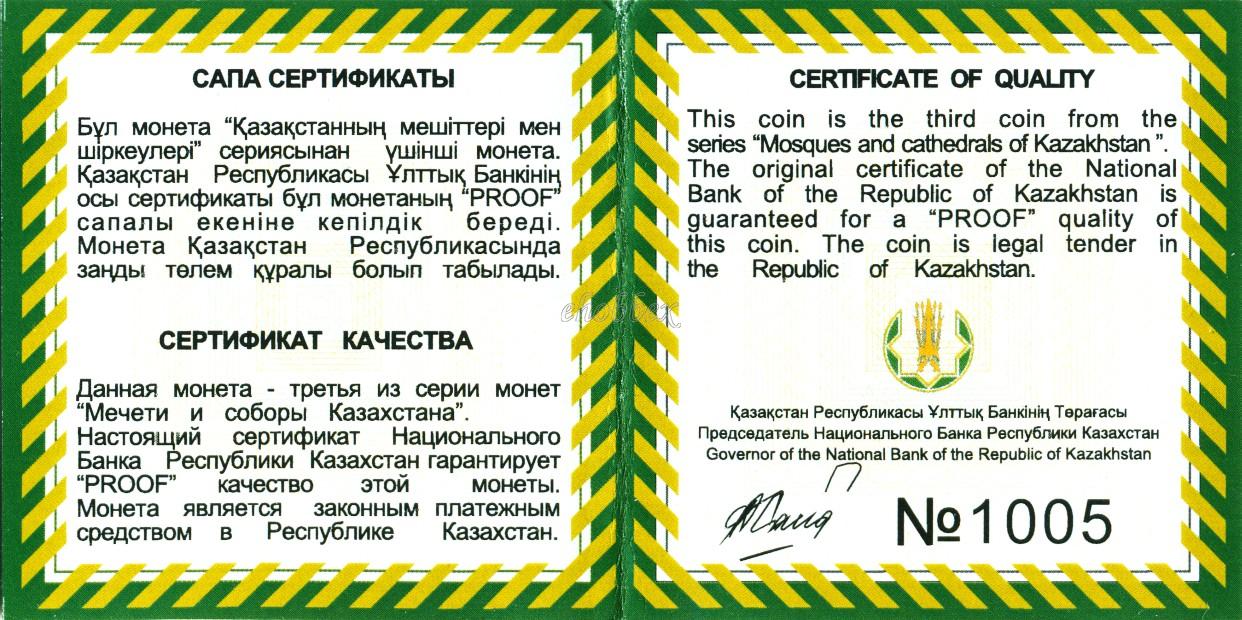 САПА СЕРТИФИКАТЫ
Бұл монета “Қазақстанның мешіттері мен
шіркеулері” сериясынан үшінші монета.
Қазақстан Республикасы Ұлттық Банкінің
осы сертификаты бұл монетаның “PROOF”
сапалы екеніне кепілдік береді.
Монета Қазақстан Республикасында
заңды төлем құралы болып табылады.
СЕРТИФИКАТ КАЧЕСТВА
Данная монета - третья из серии монет
“Мечети и соборы Казахстана”.
Настоящий сертификат Национального
Банка Республики Казахстан гарантирует
“PROOF” качество этой монеты.
Монета является законным платежным
средством в Республике Казахстан.
CERTIFICATE OF QUALITY
This coin is the third coin from the
series “Mosques and cathedrals of Kazakhstan ”.
The original certificate of the National
Bank of the Republic of Kazakhstan is
guaranteed for a “PROOF” quality of
this coin. The coin is legal tender in
the Republic of Kazakhstan.
Қазақстан Республикасы Ұлттық Банкінің Төрағасы
Председатель Национального Банка Республики Казахстан
Governor of the National Bank of the Republic of Kazakhstan
№1005